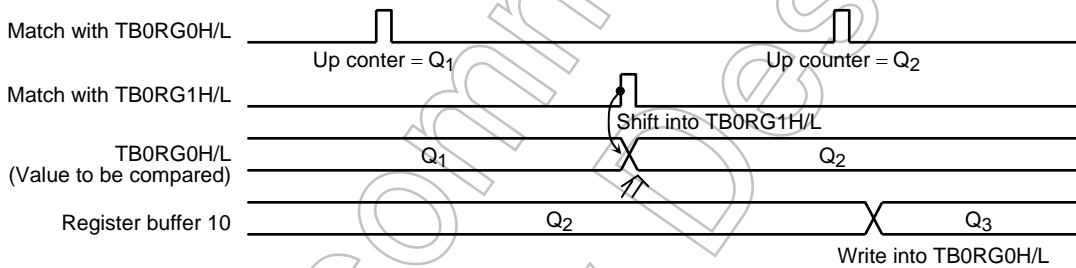 Match with TB0RG0H/L
Up conter = Q1
Up counter = Q2
Match with TB0RG1H/L
Shift into TB0RG1H/L
TB0RG0H/L
(Value to be compared)
Q1
Q2
Register buffer 10
Q2
Q3
Write into TB0RG0H/L